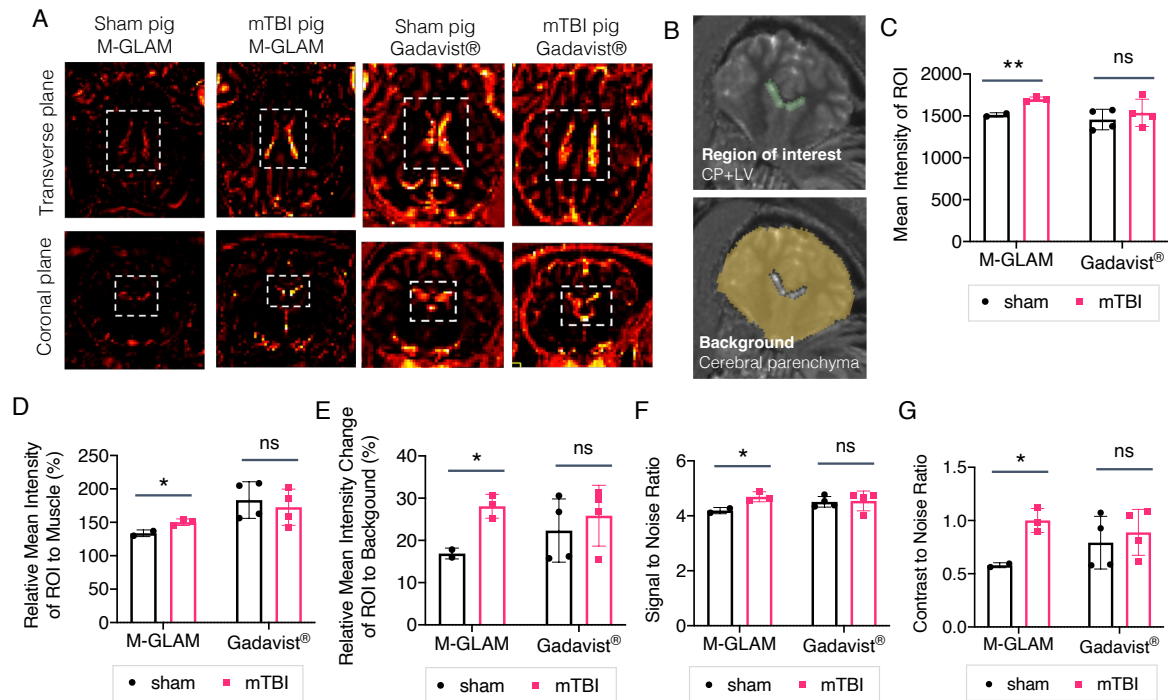 A
Sham pig
M-GLAM
mTBI pig
M-GLAM
Sham pig
Gadavist®
mTBI pig
Gadavist®
Transverse plane
Coronal plane
B
Region of interest
CP+LV
Background
Cerebral parenchyma
C
Mean Intensity of ROI
2000
1500
1000
500
0
**
ns
M-GLAM
Gadavist®
sham
mTBI
D
Relative Mean Intensity
of ROI to Muscle (%)
250
200
150
100
50
0
*
ns
M-GLAM
Gadavist®
sham
mTBI
E
Relative Mean Intensity Change
of ROI to Background (%)
40
30
20
10
0
*
ns
M-GLAM
Gadavist®
sham
mTBI
F
Signal to Noise Ratio
6
4
2
0
*
ns
M-GLAM
Gadavist®
sham
mTBI
G
Contrast to Noise Ratio
1.5
1.0
0.5
0.0
*
ns
M-GLAM
Gadavist®
sham
mTBI